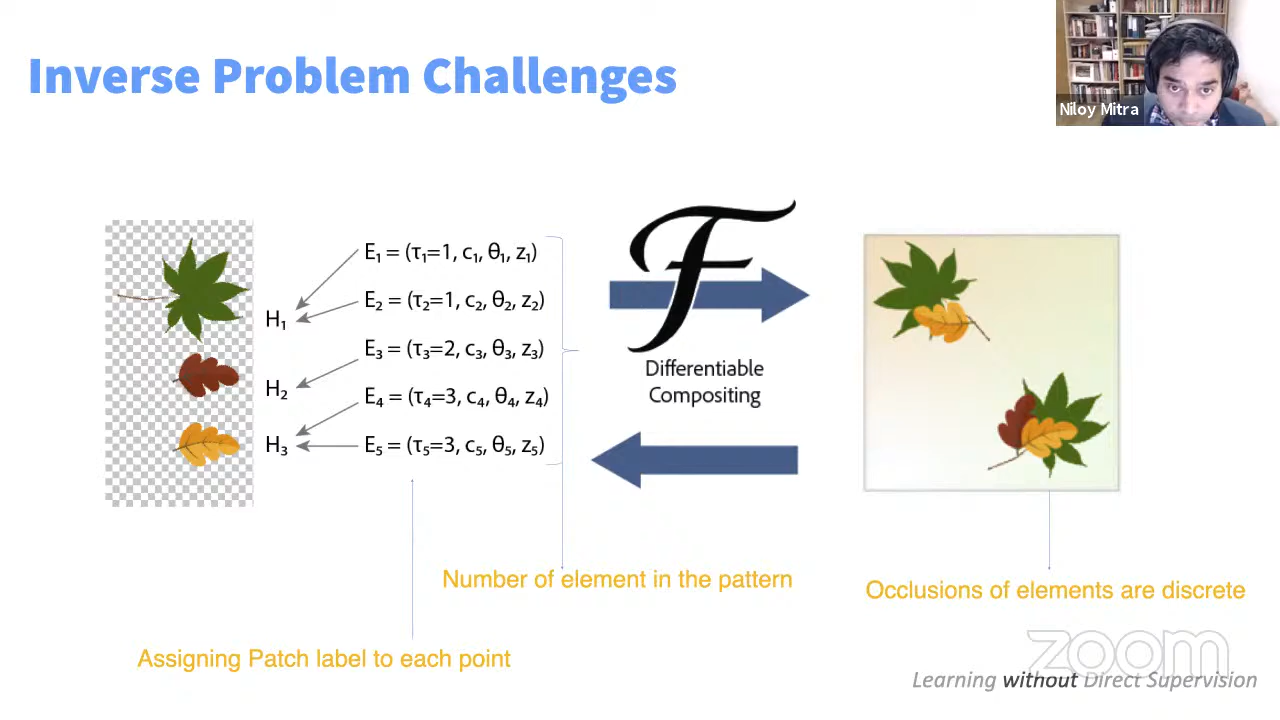 Inverse Problem Challenges
Niloy Mitra
E₁ = (τ₁=1, c₁, θ₁, z₁)
E₂ = (τ₂=1, c₂, θ₂, z₂)
H₁
E₃ = (τ₃=2, c₃, θ₃, z₃)
H₂
E₄ = (τ₄=3, c₄, θ₄, z₄)
H₃
E₅ = (τ₅=3, c₅, θ₅, z₅)
F
Differentiable
Compositing
Number of element in the pattern
Occlusions of elements are discrete
Assigning Patch label to each point
zoom
Learning without Direct Supervision